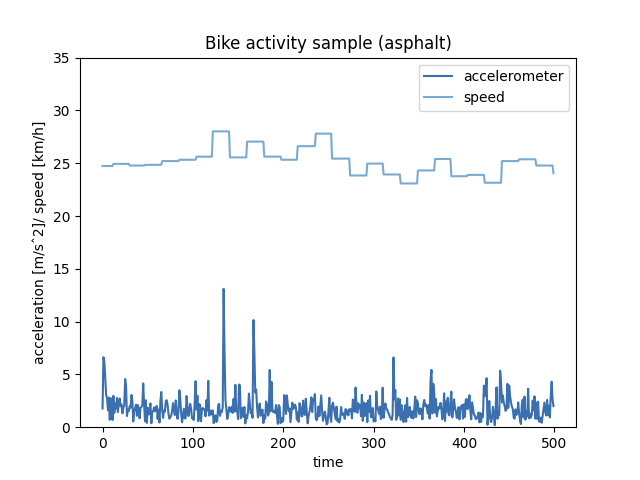 Bike activity sample (asphalt)
35
30
25
20
15
10
5
0
acceleration [m/sˆ2]/ speed [km/h]
accelerometer
speed
0
100
200
300
400
500
time